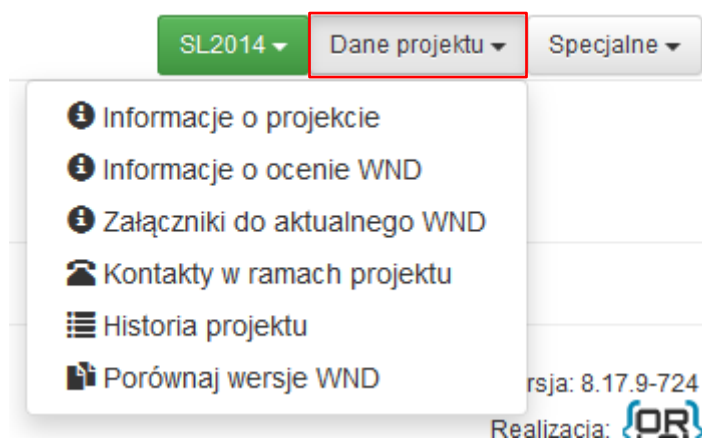 SL2014 Dane projektu Specjalne
Informacje o projekcie
Informacje o ocenie WND
Załączniki do aktualnego WND
Kontakty w ramach projektu
Historia projektu
Porównaj wersje WND
rsja: 8.17.9-724
Realizacja: